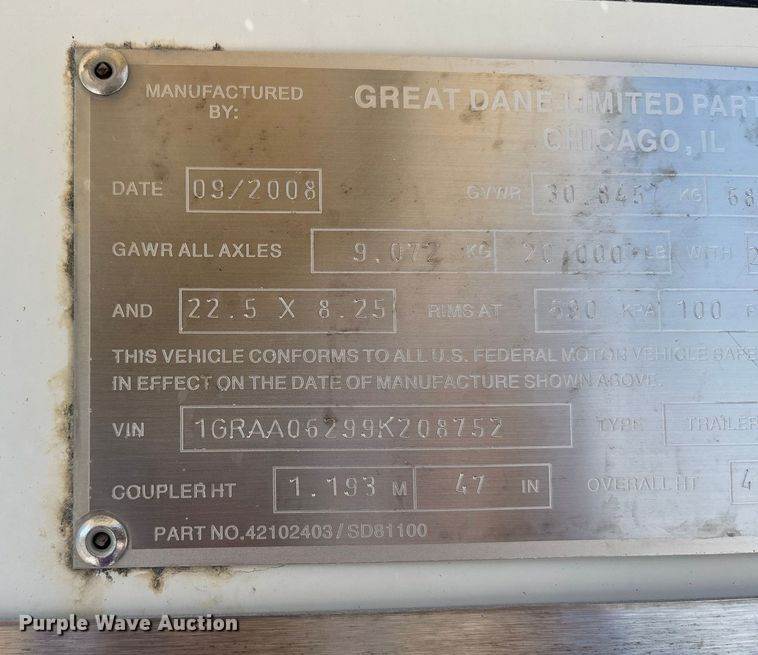 MANUFACTURED BY:
GREAT DANE LIMITED PART
CHICAGO, IL
DATE 09/2008 GVWR 30.845 KG 68
GAWR ALL AXLES 9.072 KG 20,000 LB WITH 2
AND 22.5 X 8.25 RIMS AT 690 KPA 100 P
THIS VEHICLE CONFORMS TO ALL U.S. FEDERAL MOTOR VEHICLE SAFE
IN EFFECT ON THE DATE OF MANUFACTURE SHOWN ABOVE
VIN 1GRAA06299K208752 TYPE TRAILER
COUPLER HT 1.193 M 47 IN OVERALL HT 4
PART NO.42102403/SD81100
Purple Wave Auction